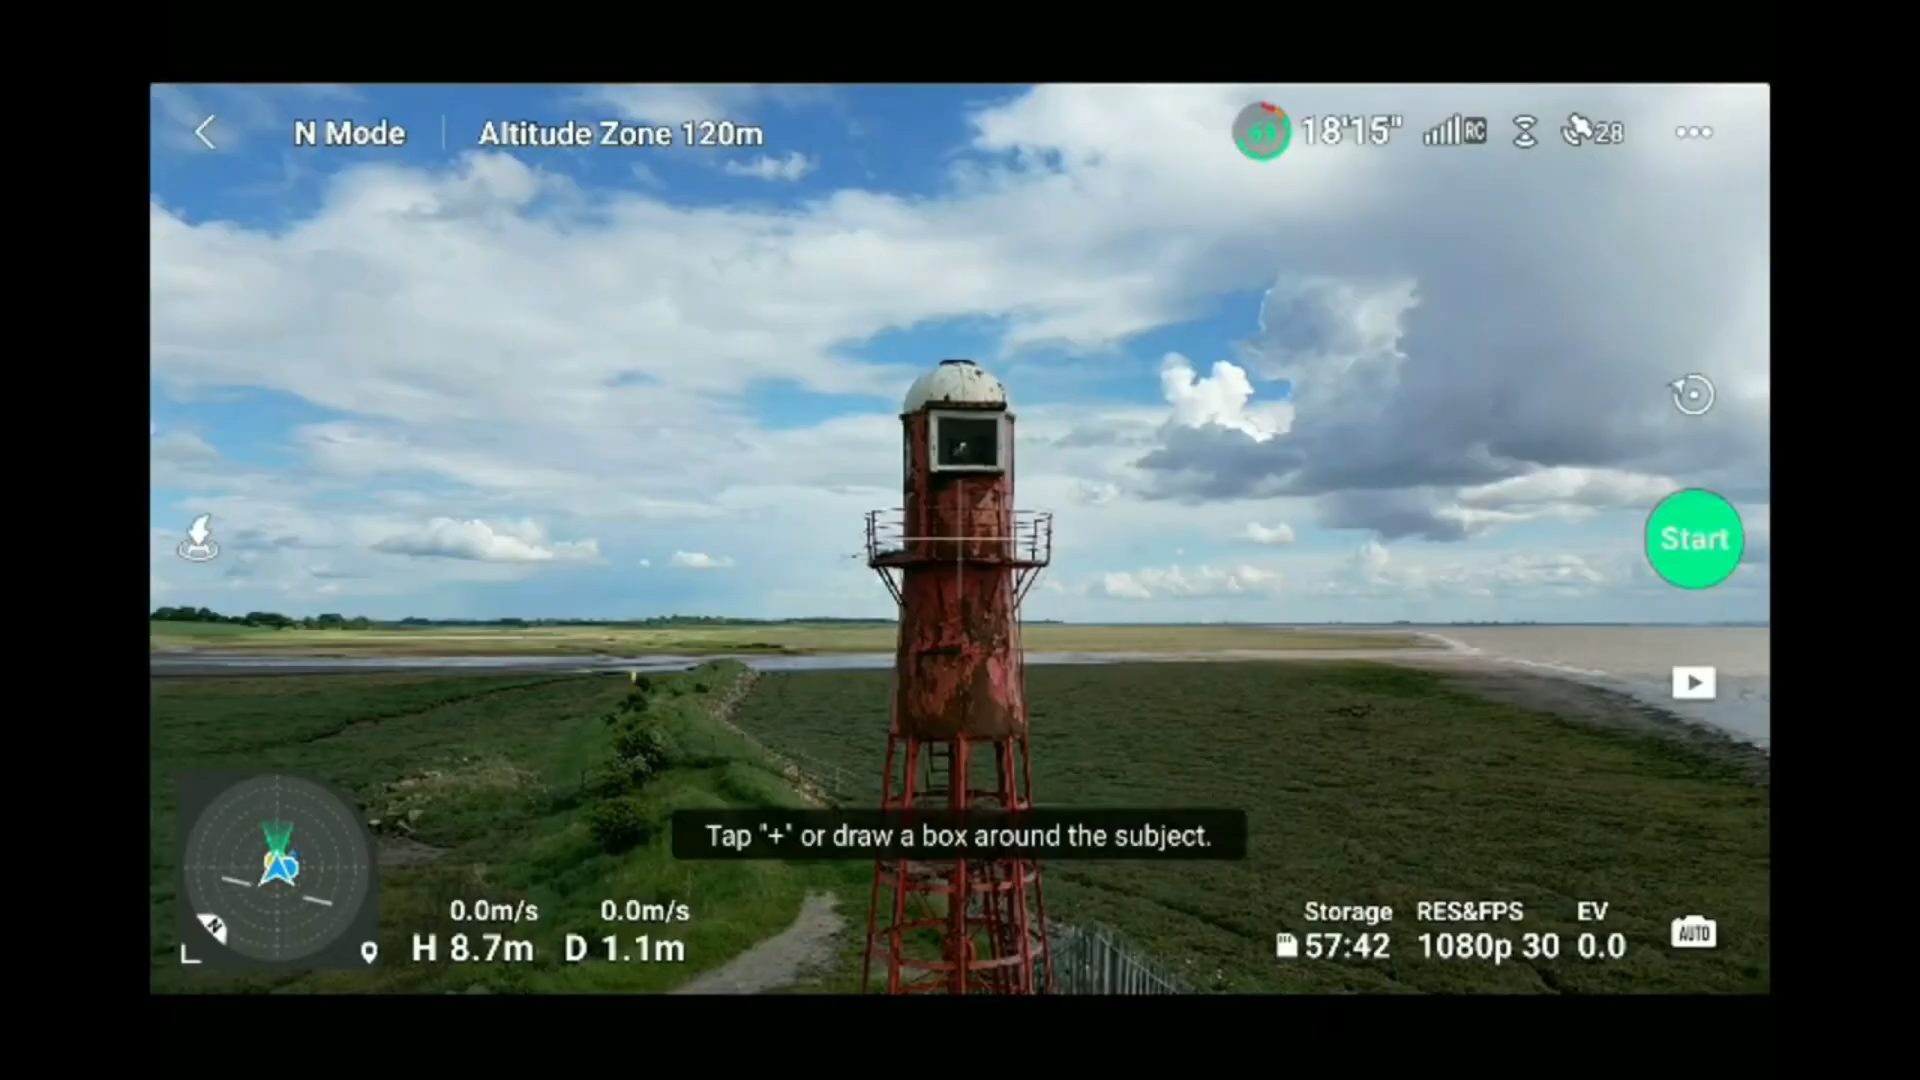 N Mode
Altitude Zone 120m
18'15"
RC
28
Start
Tap "+" or draw a box around the subject.
N
0.0m/s
0.0m/s
H 8.7m
D 1.1m
Storage
57:42
RES&FPS
1080p 30
EV
0.0
AUTO